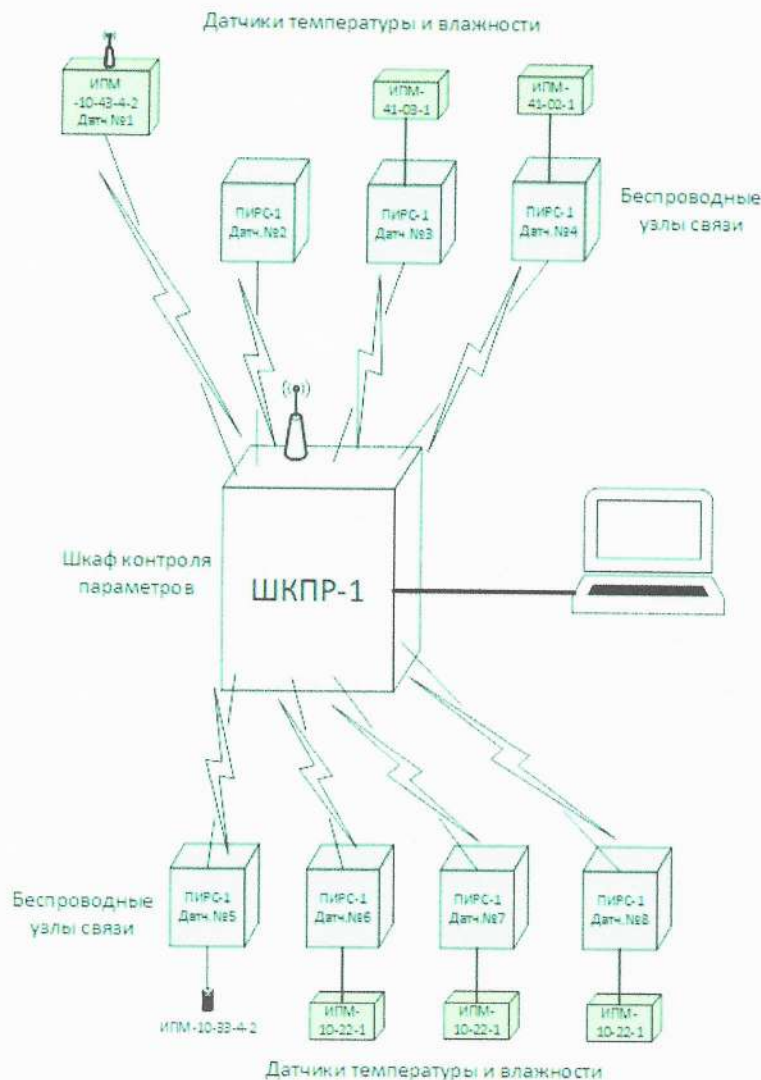 Датчики температуры и влажности
ИПМ
-10-43-4-2
Датч №1
ИПМ-
41-03-1
ИПМ-
41-02-1
ПИРС-1
Датч.№2
ПИРС-1
Датч №3
ПИРС-1
Датч.№4
Беспроводные
узлы связи
Шкаф контроля
параметров
ШКПР-1
ПИРС-1
Датч.№5
ПИРС-1
Датч.№6
ПИРС-1
Датч.№7
ПИРС-1
Датч.№8
Беспроводные
узлы связи
ИПМ-10-33-4-2
ИПМ-
10-22-1
ИПМ-
10-22-1
ИПМ-
10-22-1
Датчики температуры и влажности